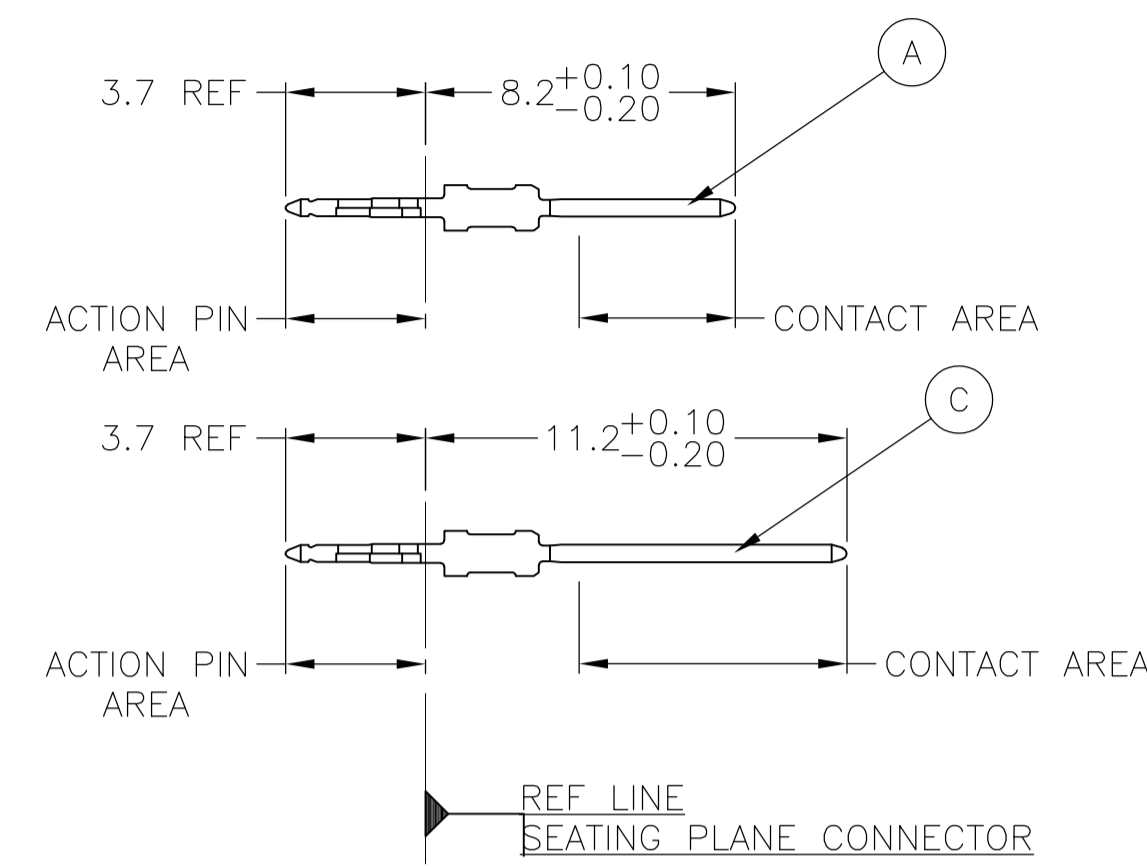 A
3.7 REF
8.2 +0.10 -0.20
ACTION PIN AREA
CONTACT AREA
C
3.7 REF
11.2 +0.10 -0.20
ACTION PIN AREA
CONTACT AREA
REF LINE
SEATING PLANE CONNECTOR